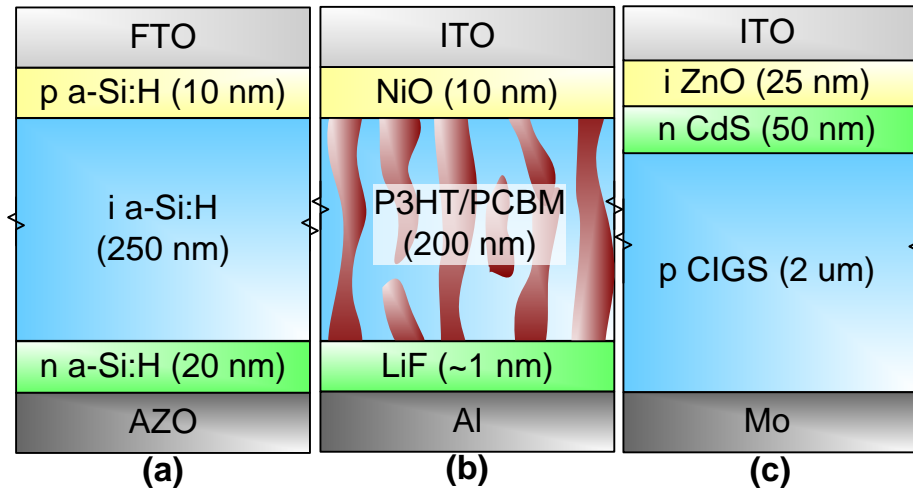 FTO
p a-Si:H (10 nm)
i a-Si:H
(250 nm)
n a-Si:H (20 nm)
AZO
(a)
ITO
NiO (10 nm)
P3HT/PCBM
(200 nm)
LiF (~1 nm)
Al
(b)
ITO
i ZnO (25 nm)
n CdS (50 nm)
p CIGS (2 um)
Mo
(c)